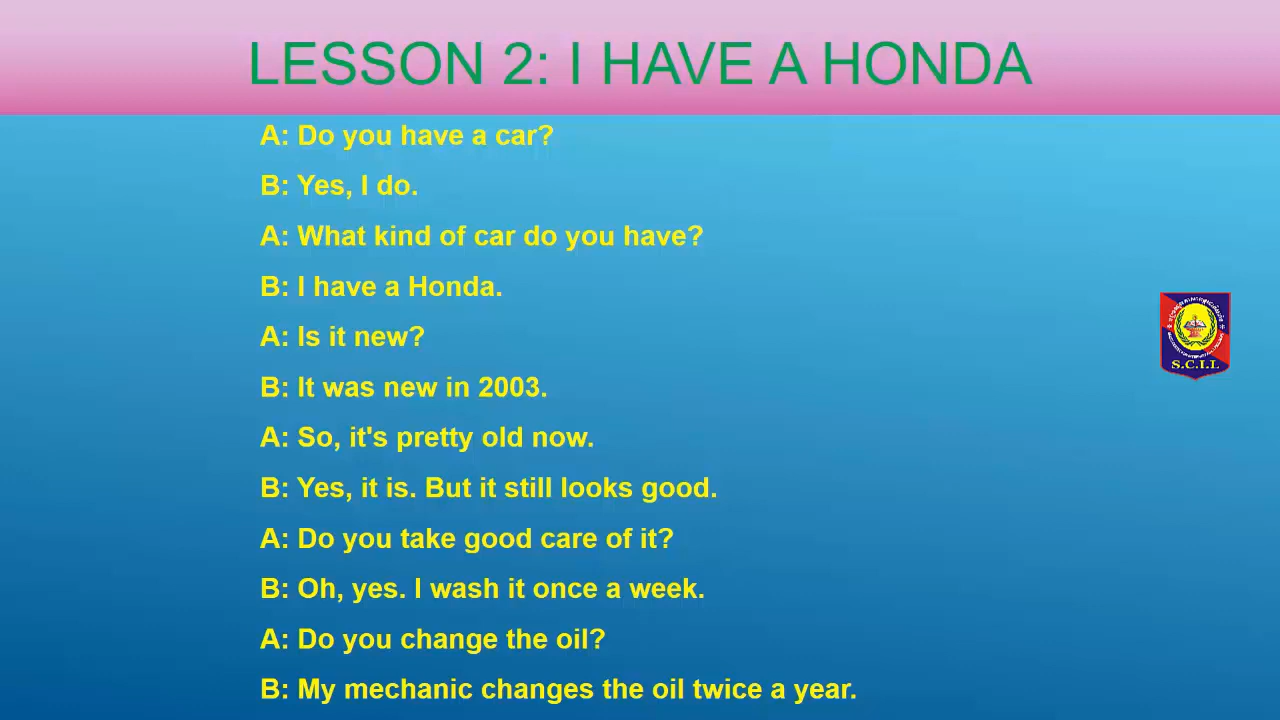 LESSON 2: I HAVE A HONDA
A: Do you have a car?
B: Yes, I do.
A: What kind of car do you have?
B: I have a Honda.
A: Is it new?
B: It was new in 2003.
A: So, it's pretty old now.
B: Yes, it is. But it still looks good.
A: Do you take good care of it?
B: Oh, yes. I wash it once a week.
A: Do you change the oil?
B: My mechanic changes the oil twice a year.
S.C.I.L